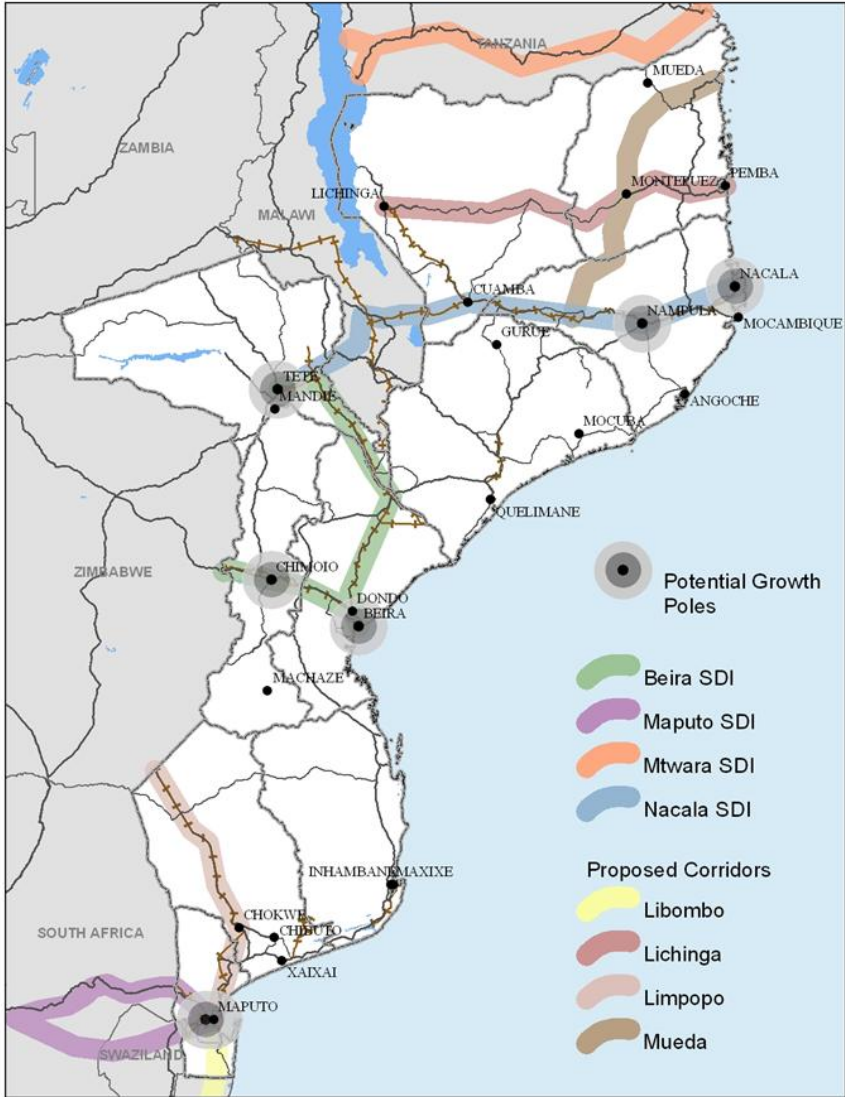 TANZANIA
MUEDA
ZAMBIA
MONTEPUEZ
PEMBA
LICHINGA
MALAWI
NACALA
CUAMBA
NAMPULA
MOCAMBIQUE
GURUE
TETE
MANDIE
ANGOCHE
MOCUBA
QUELIMANE
ZIMBABWE
CHIMOIO
Potential Growth
Poles
DONDO
BEIRA
MACHAZE
Beira SDI
Maputo SDI
Mtwara SDI
Nacala SDI
Proposed Corridors
INHAMBANEMAXIXE
Libombo
CHOKWE
CHIBUTO
SOUTH AFRICA
Lichinga
XAIXAI
Limpopo
MAPUTO
Mueda
SWAZILAND